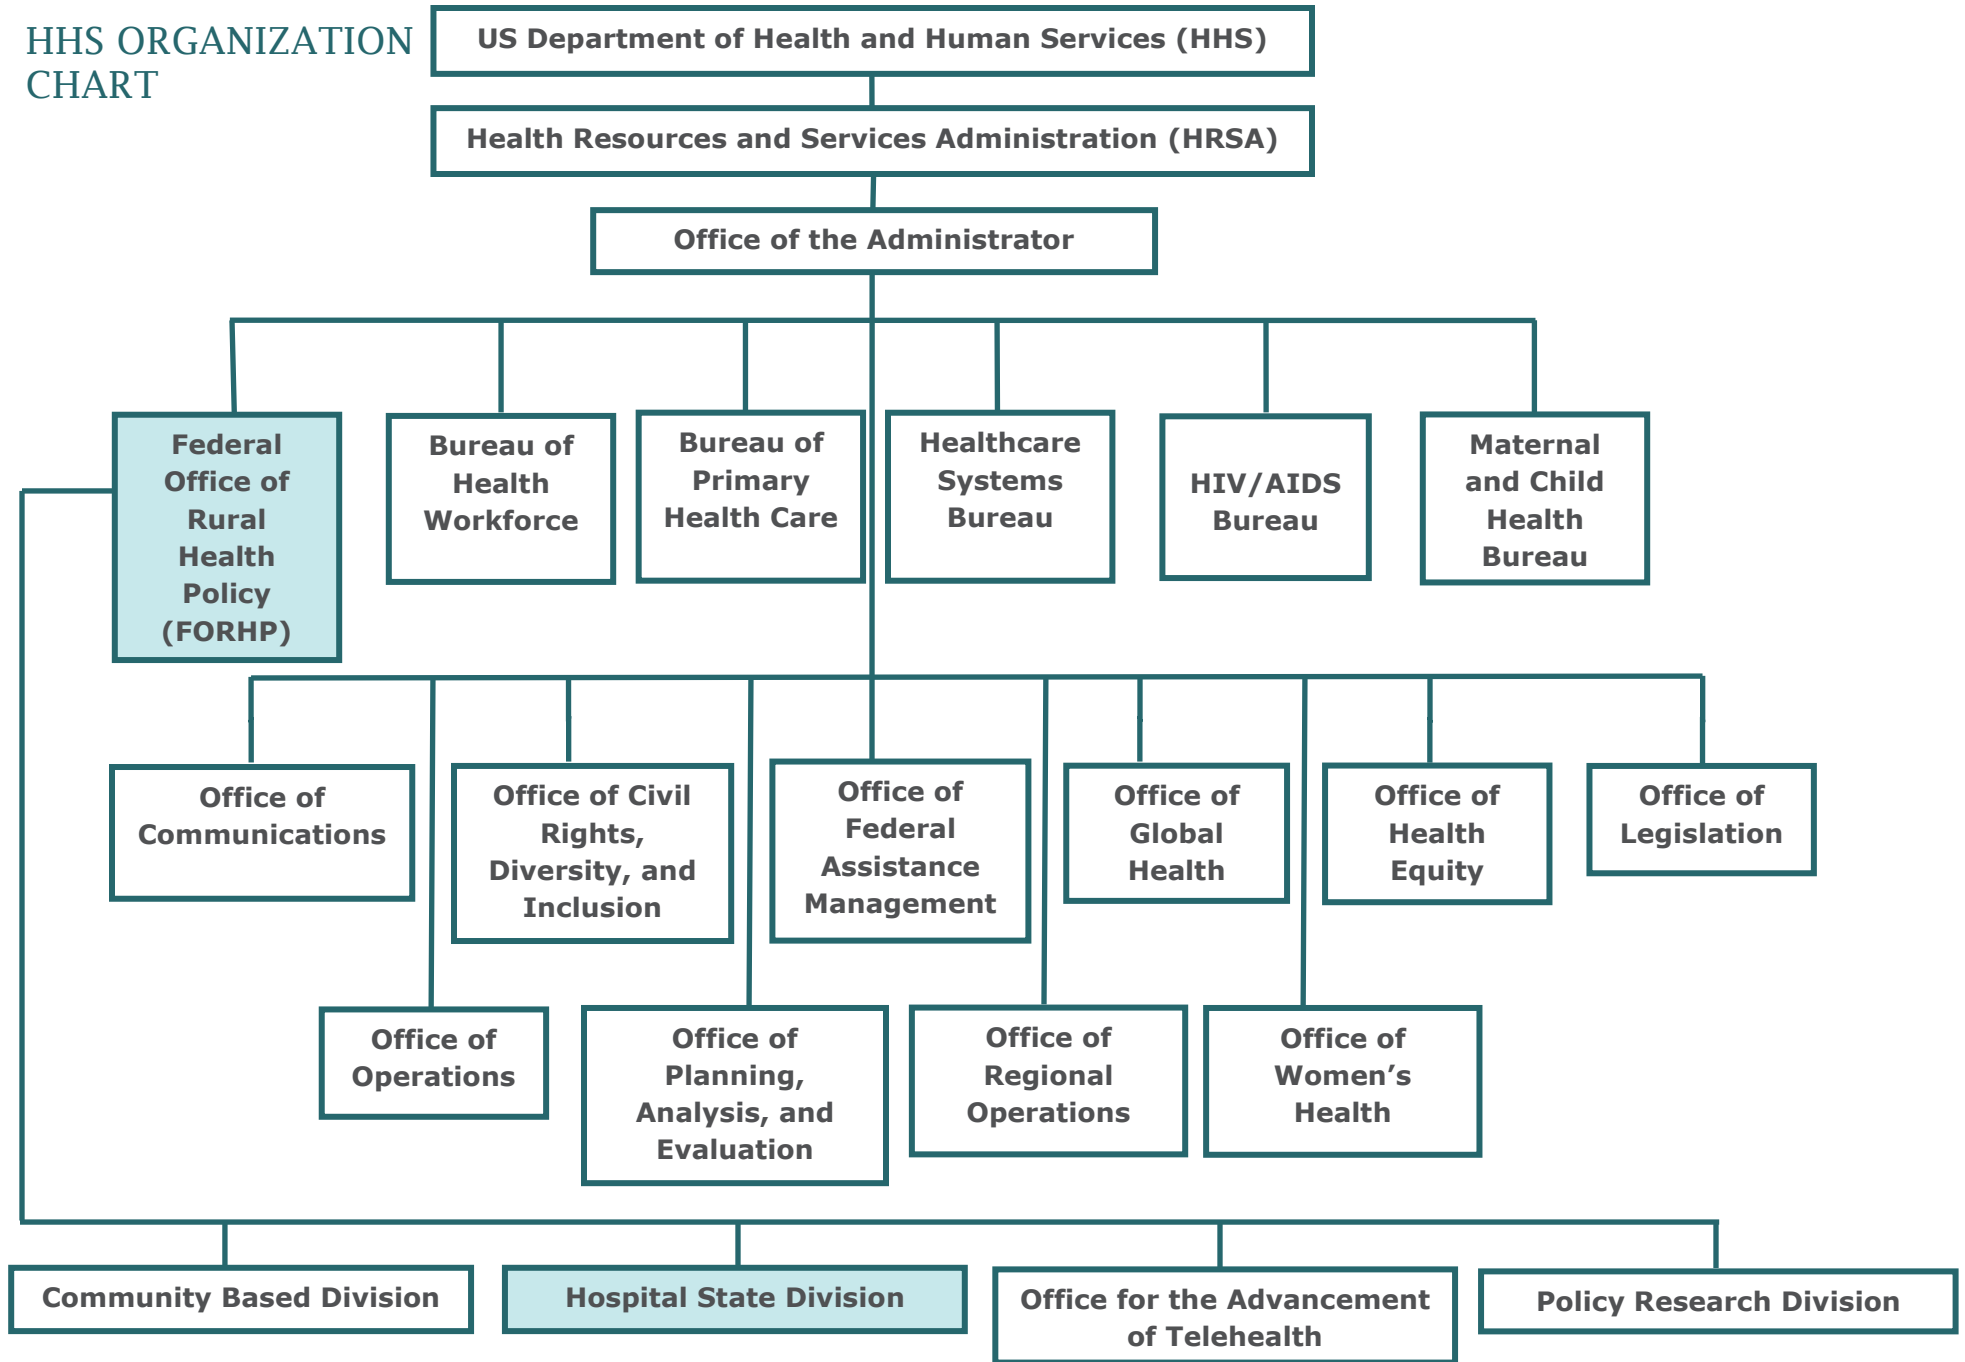 HHS ORGANIZATION
CHART
US Department of Health and Human Services (HHS)
Health Resources and Services Administration (HRSA)
Office of the Administrator
Federal
Office of
Rural
Health
Policy
(FORHP)
Bureau of
Health
Workforce
Bureau of
Primary
Health Care
Healthcare
Systems
Bureau
HIV/AIDS
Bureau
Maternal
and Child
Health
Bureau
Office of
Communications
Office of Civil
Rights,
Diversity, and
Inclusion
Office of
Federal
Assistance
Management
Office of
Global
Health
Office of
Health
Equity
Office of
Legislation
Office of
Operations
Office of
Planning,
Analysis, and
Evaluation
Office of
Regional
Operations
Office of
Women’s
Health
Community Based Division
Hospital State Division
Office for the Advancement
of Telehealth
Policy Research Division